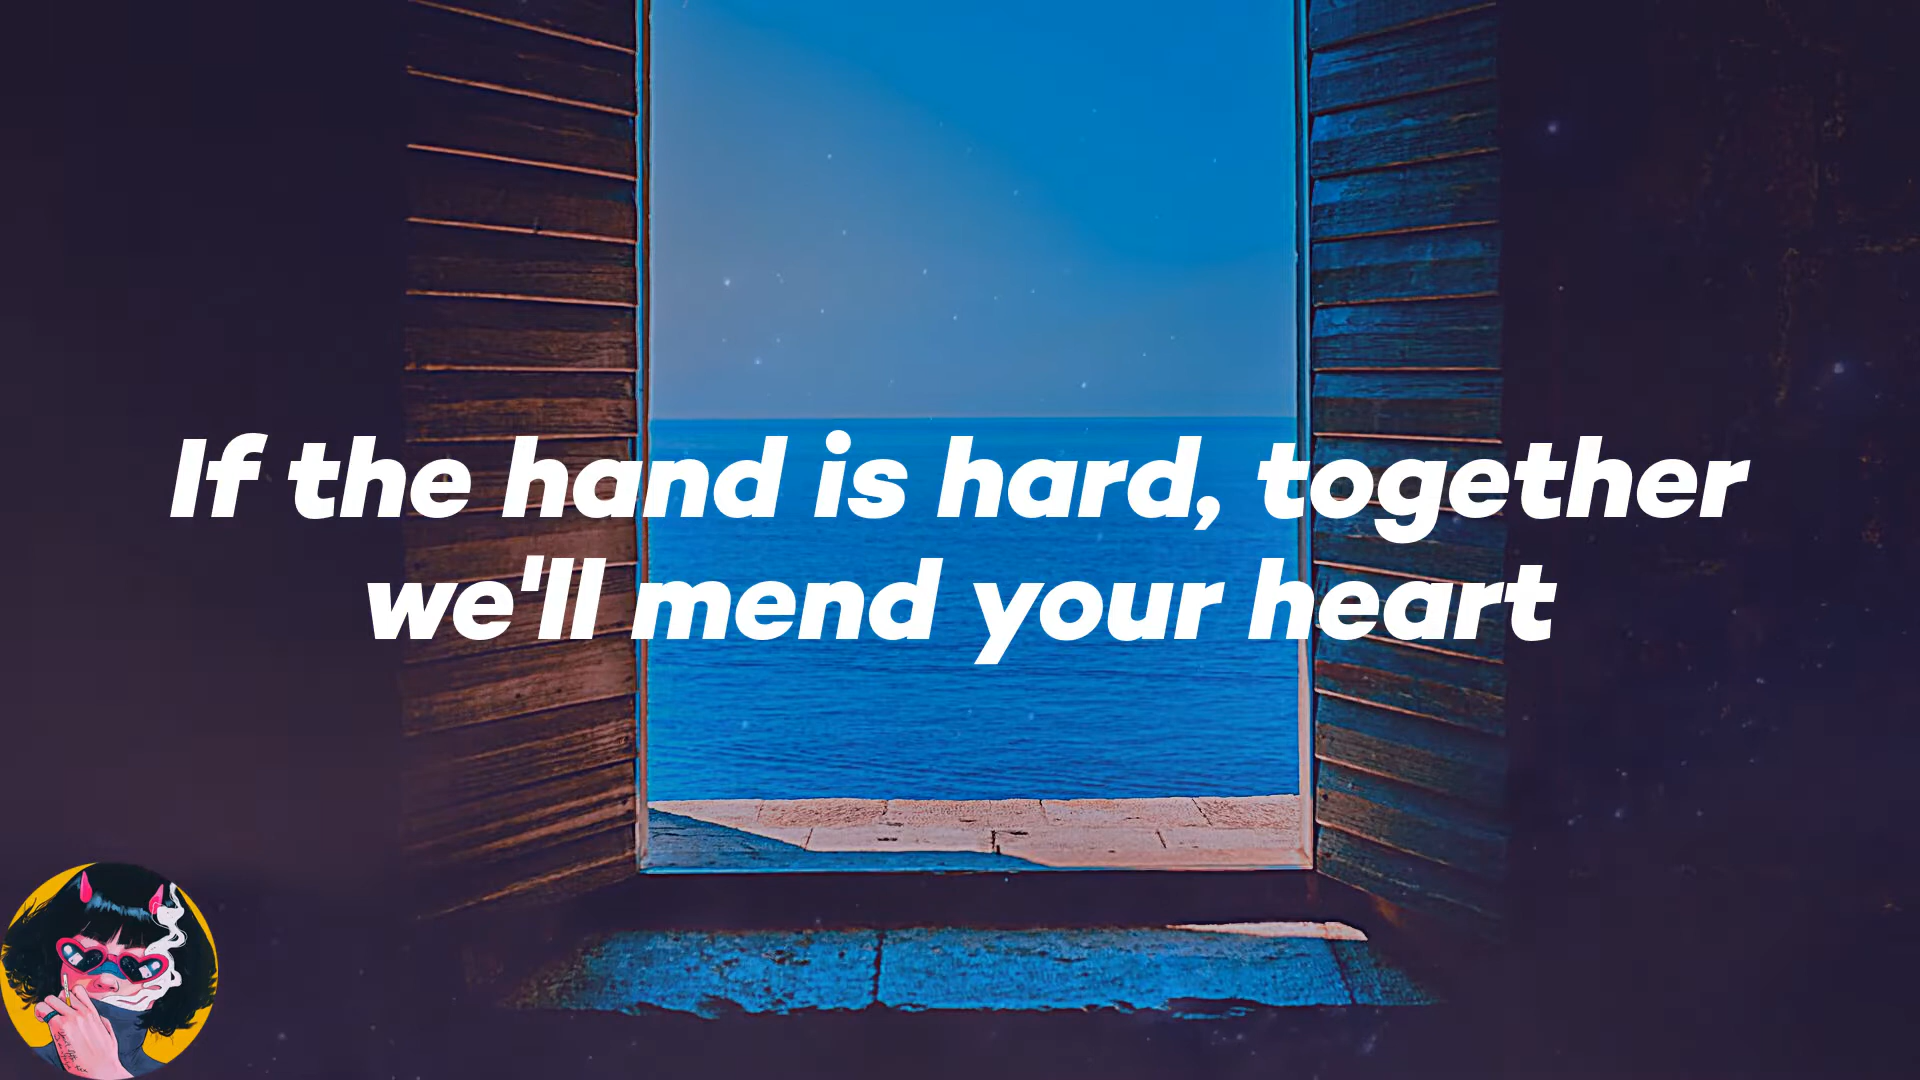 If the hand is hard, together
we'll mend your heart